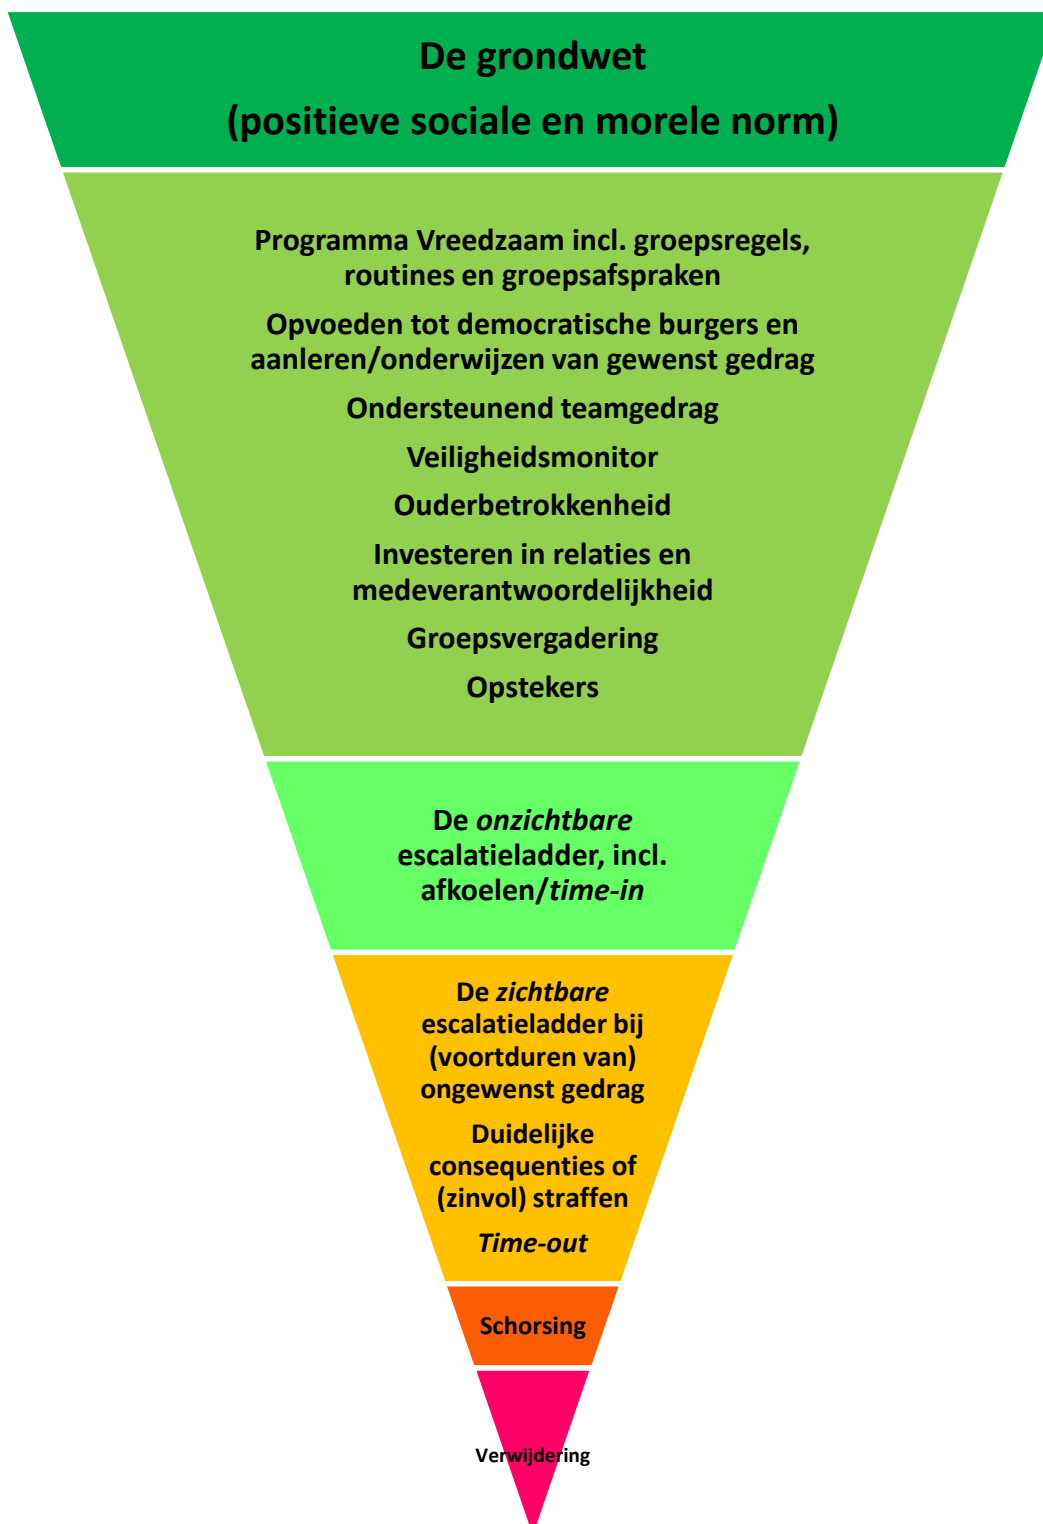 De grondwet
(positieve sociale en morele norm)
Programma Vreedzaam incl. groepsregels,
routines en groepsafspraken
Opvoeden tot democratische burgers en
aanleren/onderwijzen van gewenst gedrag
Ondersteunend teamgedrag
Veiligheidsmonitor
Ouderbetrokkenheid
Investeren in relaties en
medeverantwoordelijkheid
Groepsvergadering
Opstekers
De onzichtbare
escalatieladder, incl.
afkoelen/time-in
De zichtbare
escalatieladder bij
(voortduren van)
ongewenst gedrag
Duidelijke
consequenties of
(zinvol) straffen
Time-out
Schorsing
Verwijdering